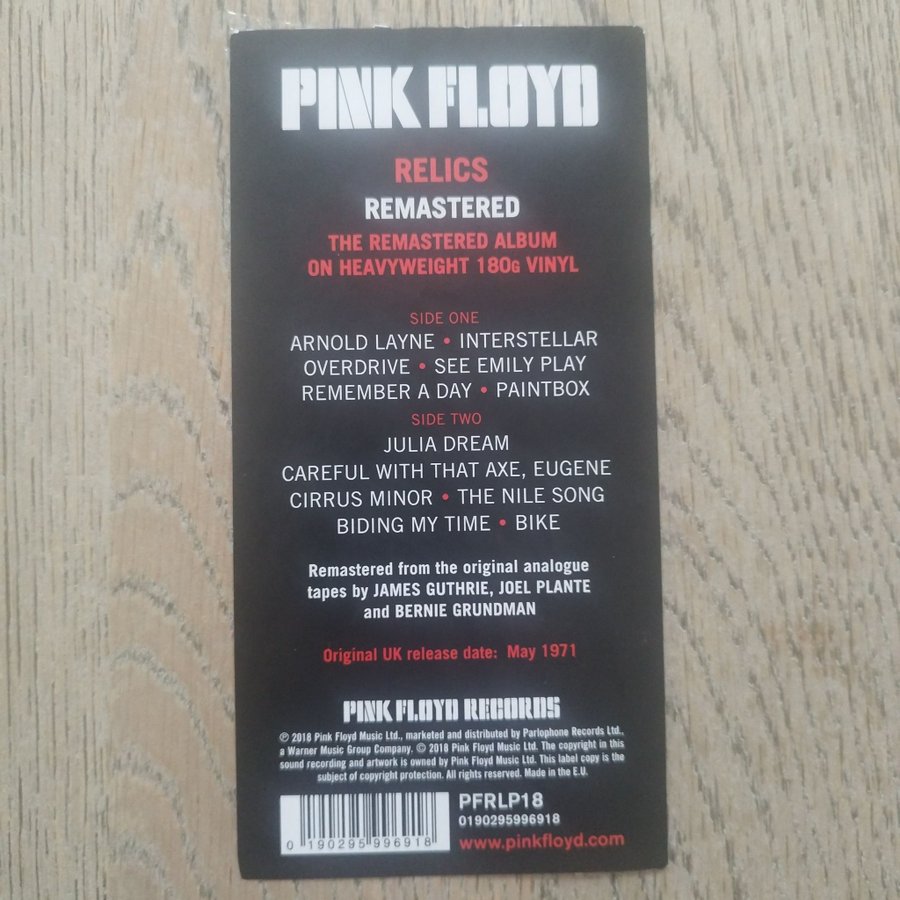 PINK FLOYD
RELICS
REMASTERED
THE REMASTERED ALBUM
ON HEAVYWEIGHT 180G VINYL
SIDE ONE
ARNOLD LAYNE • INTERSTELLAR
OVERDRIVE • SEE EMILY PLAY
REMEMBER A DAY • PAINTBOX
SIDE TWO
JULIA DREAM
CAREFUL WITH THAT AXE, EUGENE
CIRRUS MINOR • THE NILE SONG
BIDING MY TIME • BIKE
Remastered from the original analogue
tapes by JAMES GUTHRIE, JOEL PLANTE
and BERNIE GRUNDMAN
Original UK release date: May 1971
PINK FLOYD RECORDS
℗ 2018 Pink Floyd Music Ltd., marketed and distributed by Parlophone Records Ltd.,
a Warner Music Group Company. © 2018 Pink Floyd Music Ltd. The copyright in this
sound recording and artwork is owned by Pink Floyd Music Ltd. This label copy is the
subject of copyright protection. All rights reserved. Made in the E.U.
PFRLP18
0190295996918
0 190295 996918
www.pinkfloyd.com